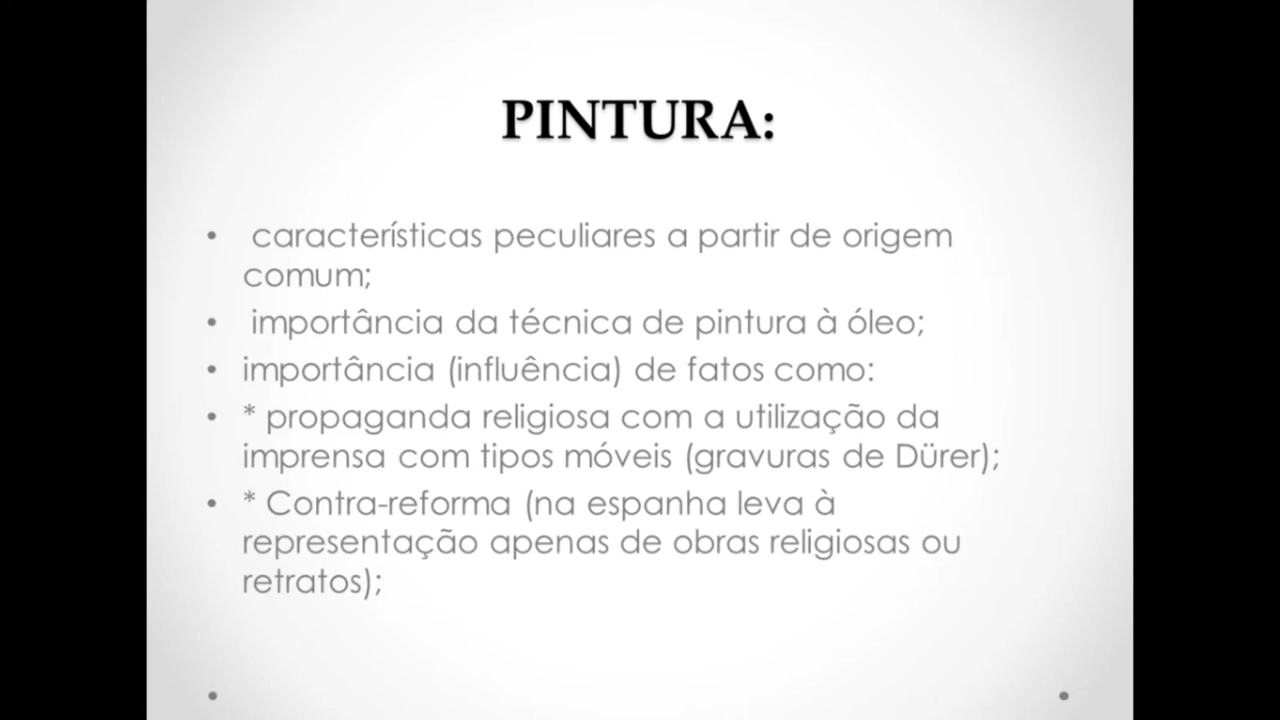 PINTURA:
• características peculiares a partir de origem
comum;
• importância da técnica de pintura à óleo;
• importância (influência) de fatos como:
• * propaganda religiosa com a utilização da
imprensa com tipos móveis (gravuras de Dürer);
• * Contra-reforma (na espanha leva à
representação apenas de obras religiosas ou
retratos);